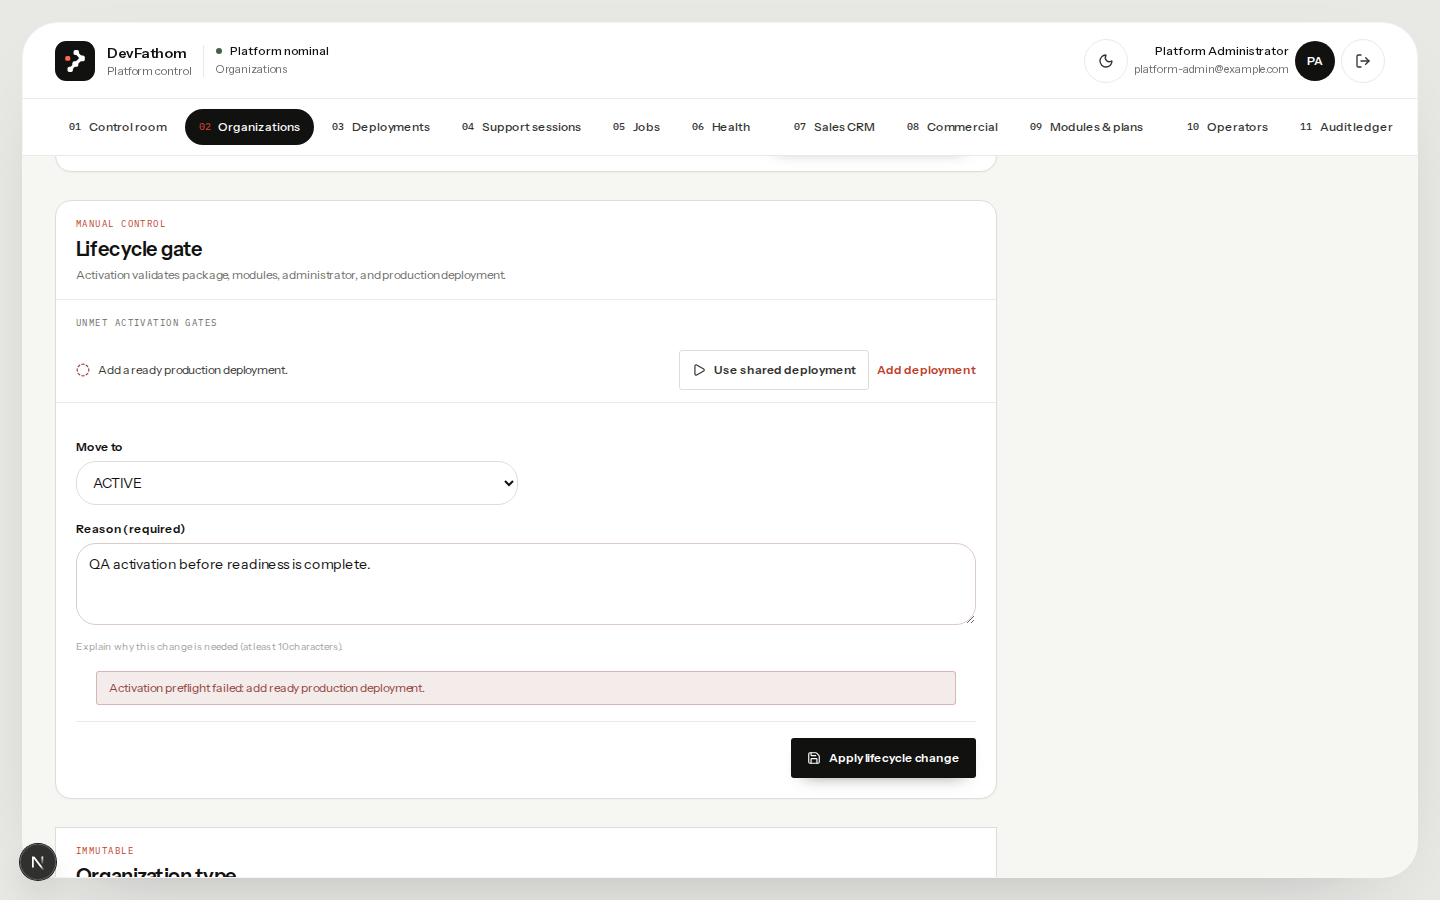 DevFathom
Platform control
Platform nominal
Organizations
Platform Administrator
platform-admin@example.com
PA
01 Control room
02 Organizations
03 Deployments
04 Support sessions
05 Jobs
06 Health
07 Sales CRM
08 Commercial
09 Modules & plans
10 Operators
11 Audit ledger
MANUAL CONTROL
Lifecycle gate
Activation validates package, modules, administrator, and production deployment.
UNMET ACTIVATION GATES
Add a ready production deployment.
Use shared deployment
Add deployment
Move to
ACTIVE
Reason (required)
QA activation before readiness is complete.
Explain why this change is needed (at least 10 characters).
Activation preflight failed: add ready production deployment.
Apply lifecycle change
IMMUTABLE
Organization type
N